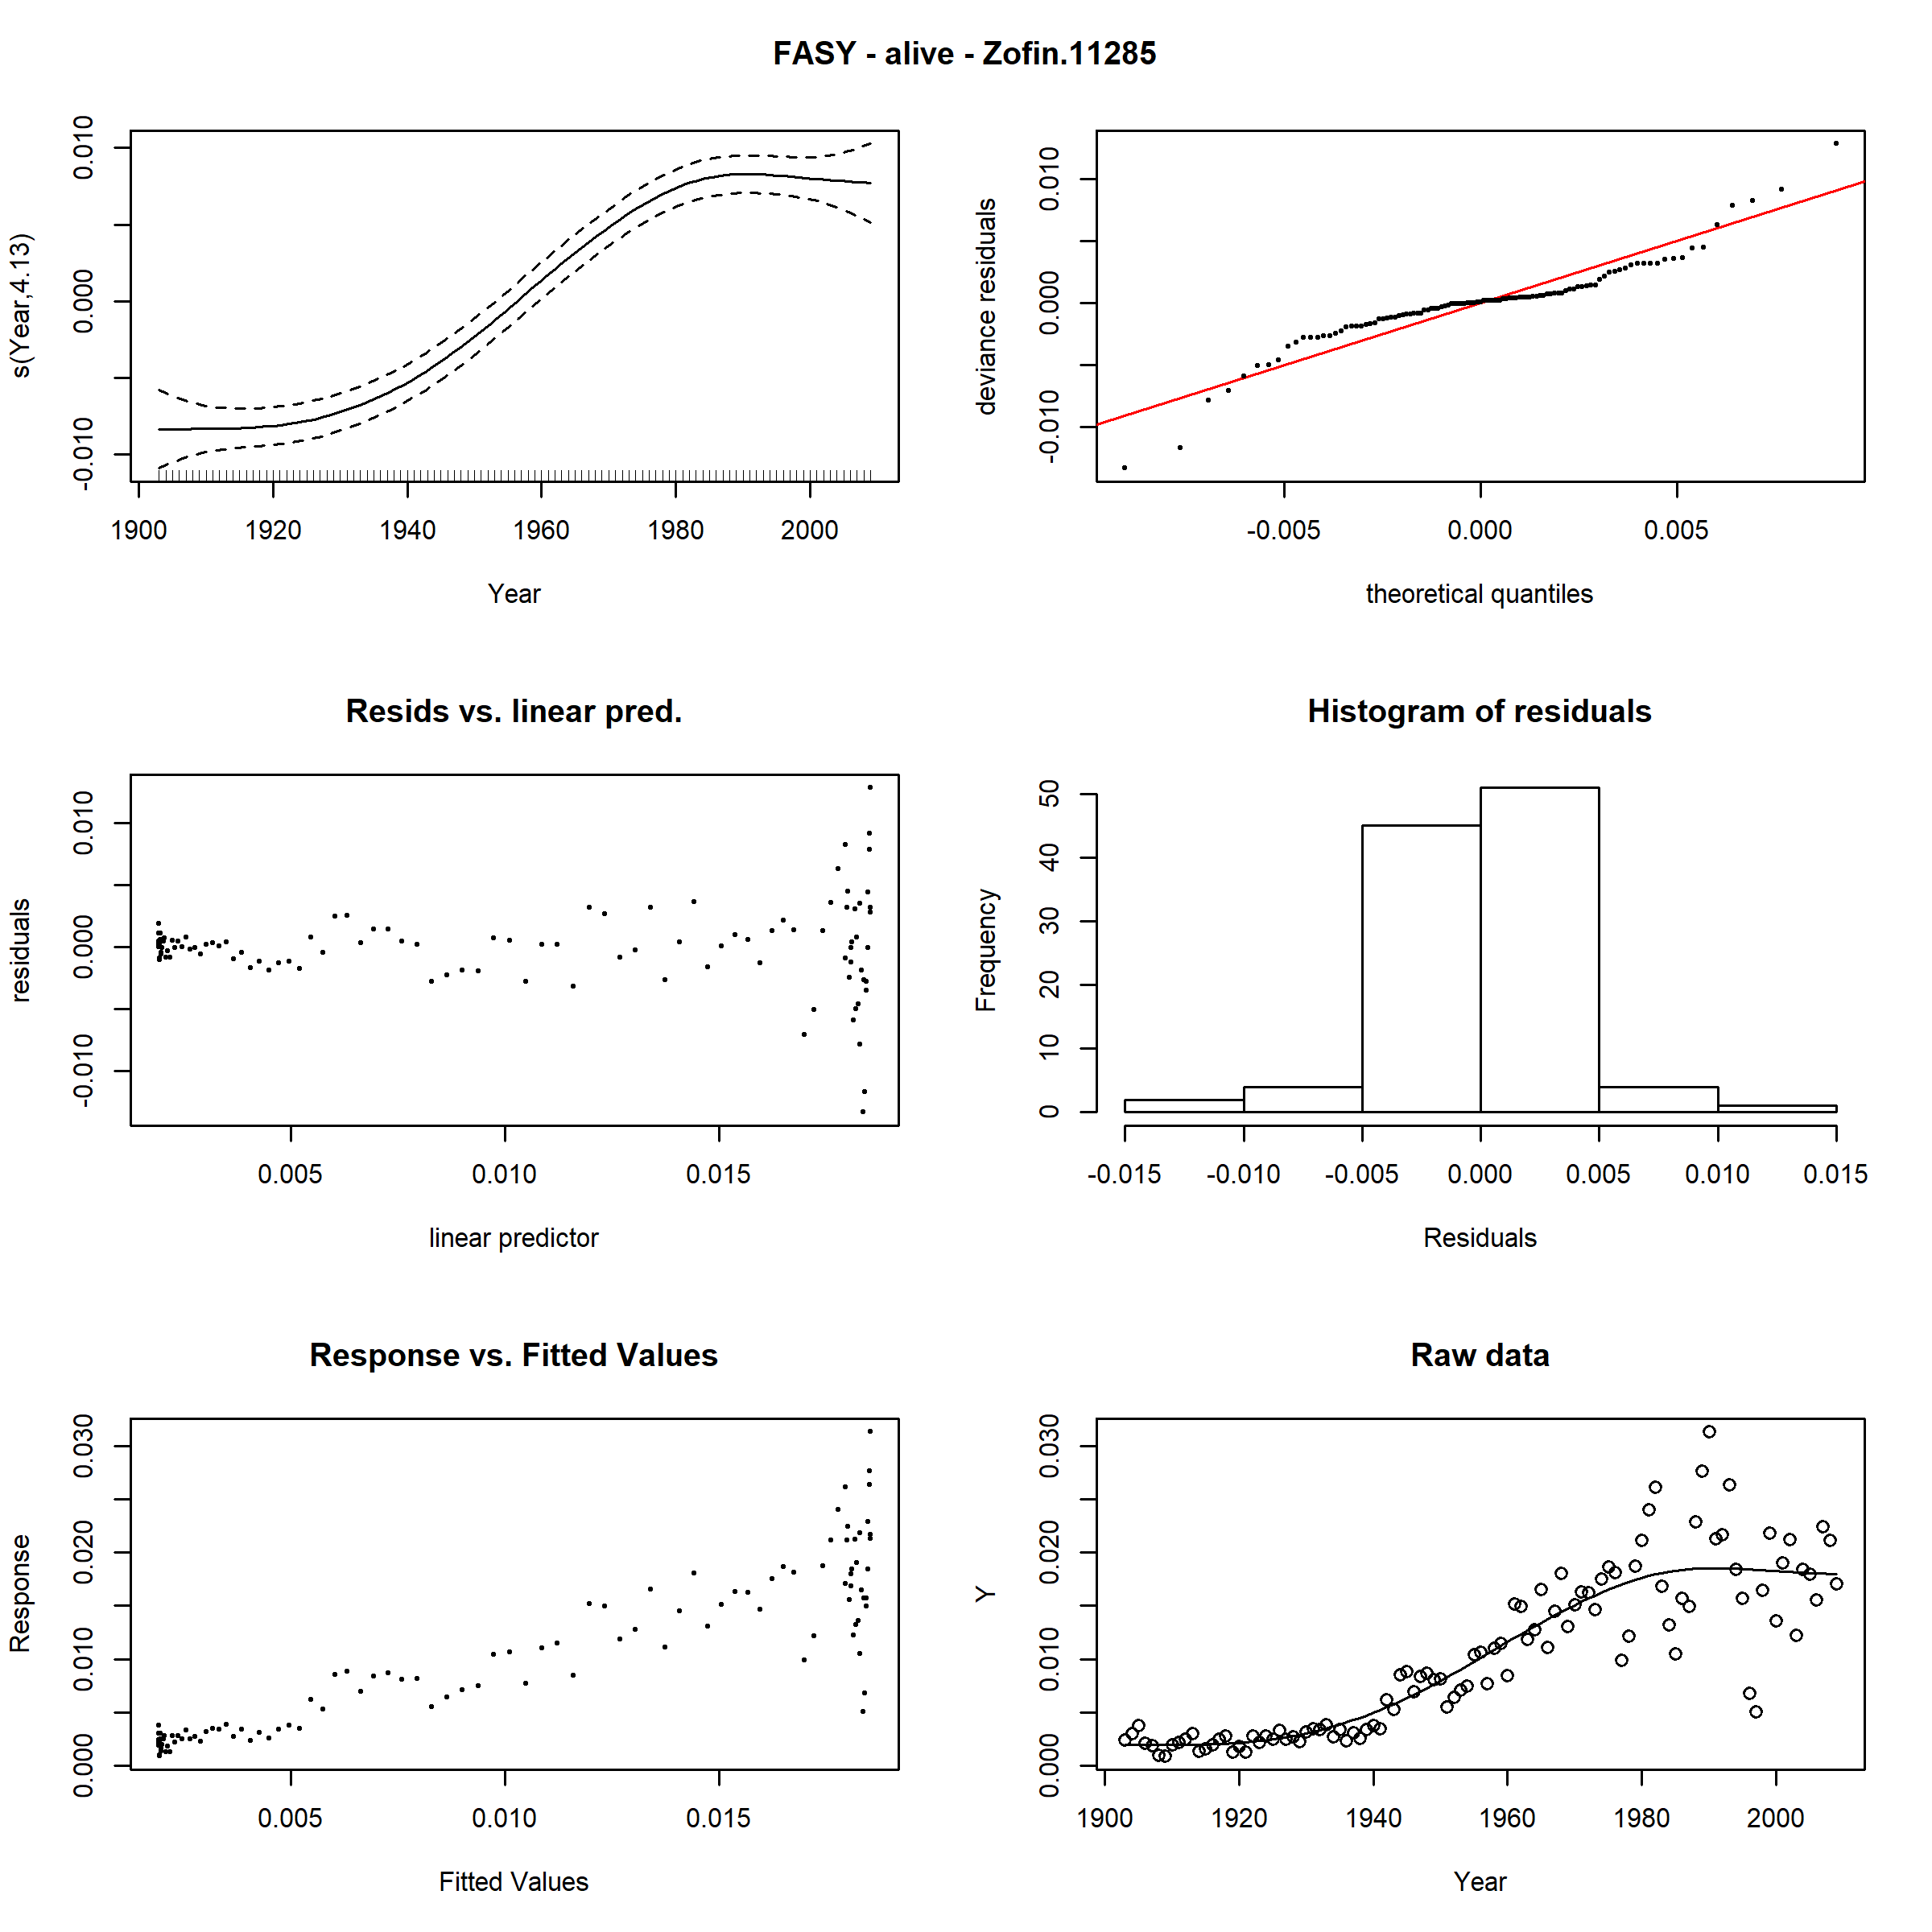 FASY - alive - Zofin.11285
s(Year,4.13)
0.010
0.000
-0.010
1900 1920 1940 1960 1980 2000
Year
deviance residuals
0.010
0.000
-0.010
-0.005 0.000 0.005
theoretical quantiles
Resids vs. linear pred.
residuals
0.010
0.000
-0.010
0.005 0.010 0.015
linear predictor
Histogram of residuals
Frequency
50
40
30
20
10
0
-0.015 -0.010 -0.005 0.000 0.005 0.010 0.015
Residuals
Response vs. Fitted Values
Response
0.030
0.020
0.010
0.000
0.005 0.010 0.015
Fitted Values
Raw data
Y
0.030
0.020
0.010
0.000
1900 1920 1940 1960 1980 2000
Year